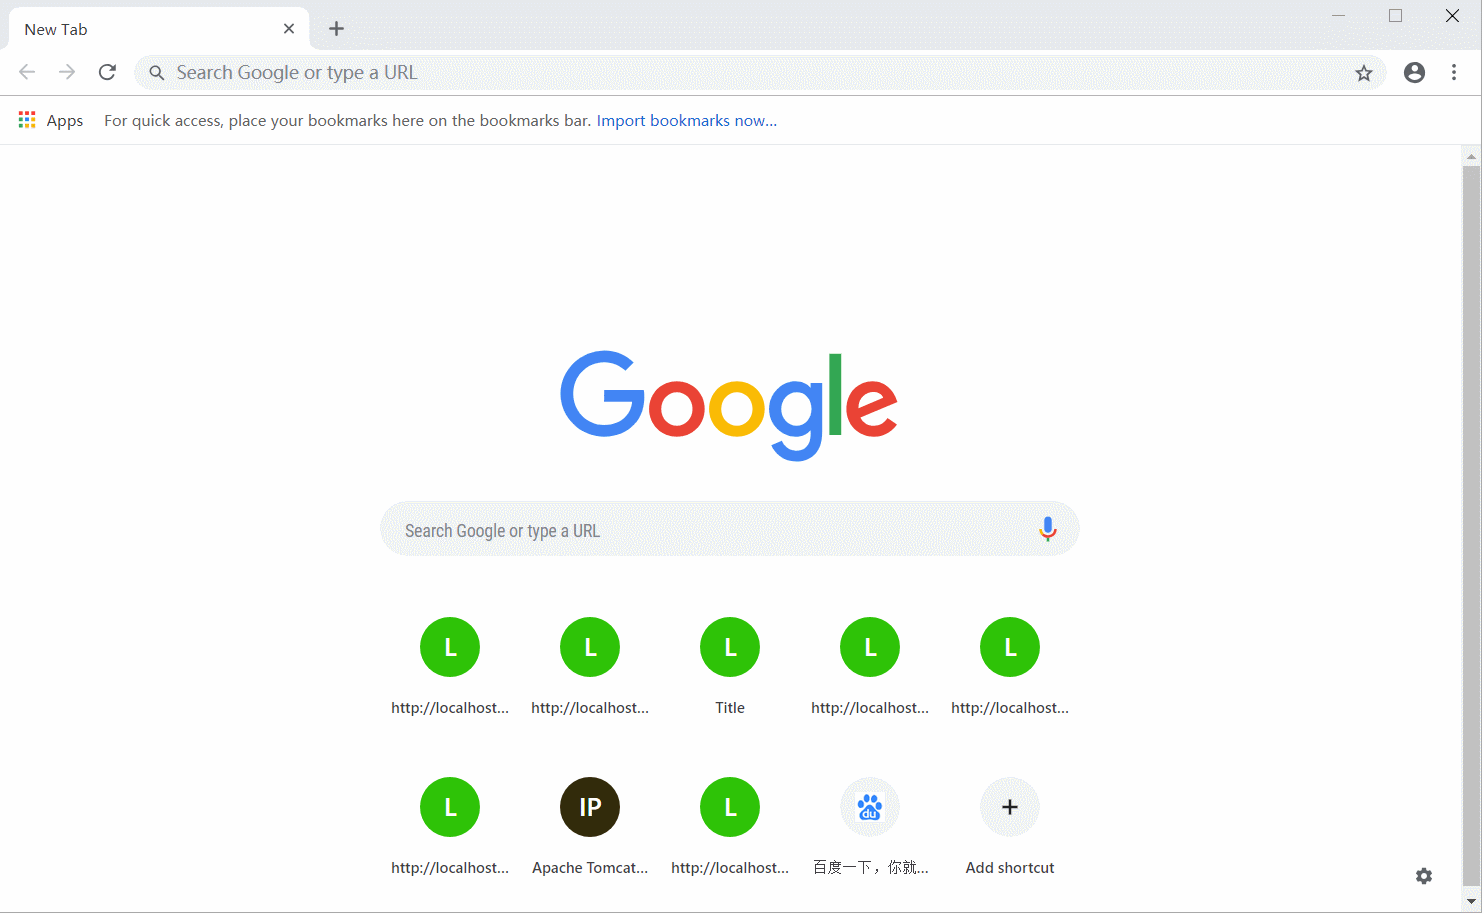 New Tab
Search Google or type a URL
Apps For quick access, place your bookmarks here on the bookmarks bar. Import bookmarks now...
Google
Search Google or type a URL
L L L L L
http://localhost... http://localhost... Title http://localhost... http://localhost...
L IP L du
http://localhost... Apache Tomcat... http://localhost... 百度一下，你就... Add shortcut